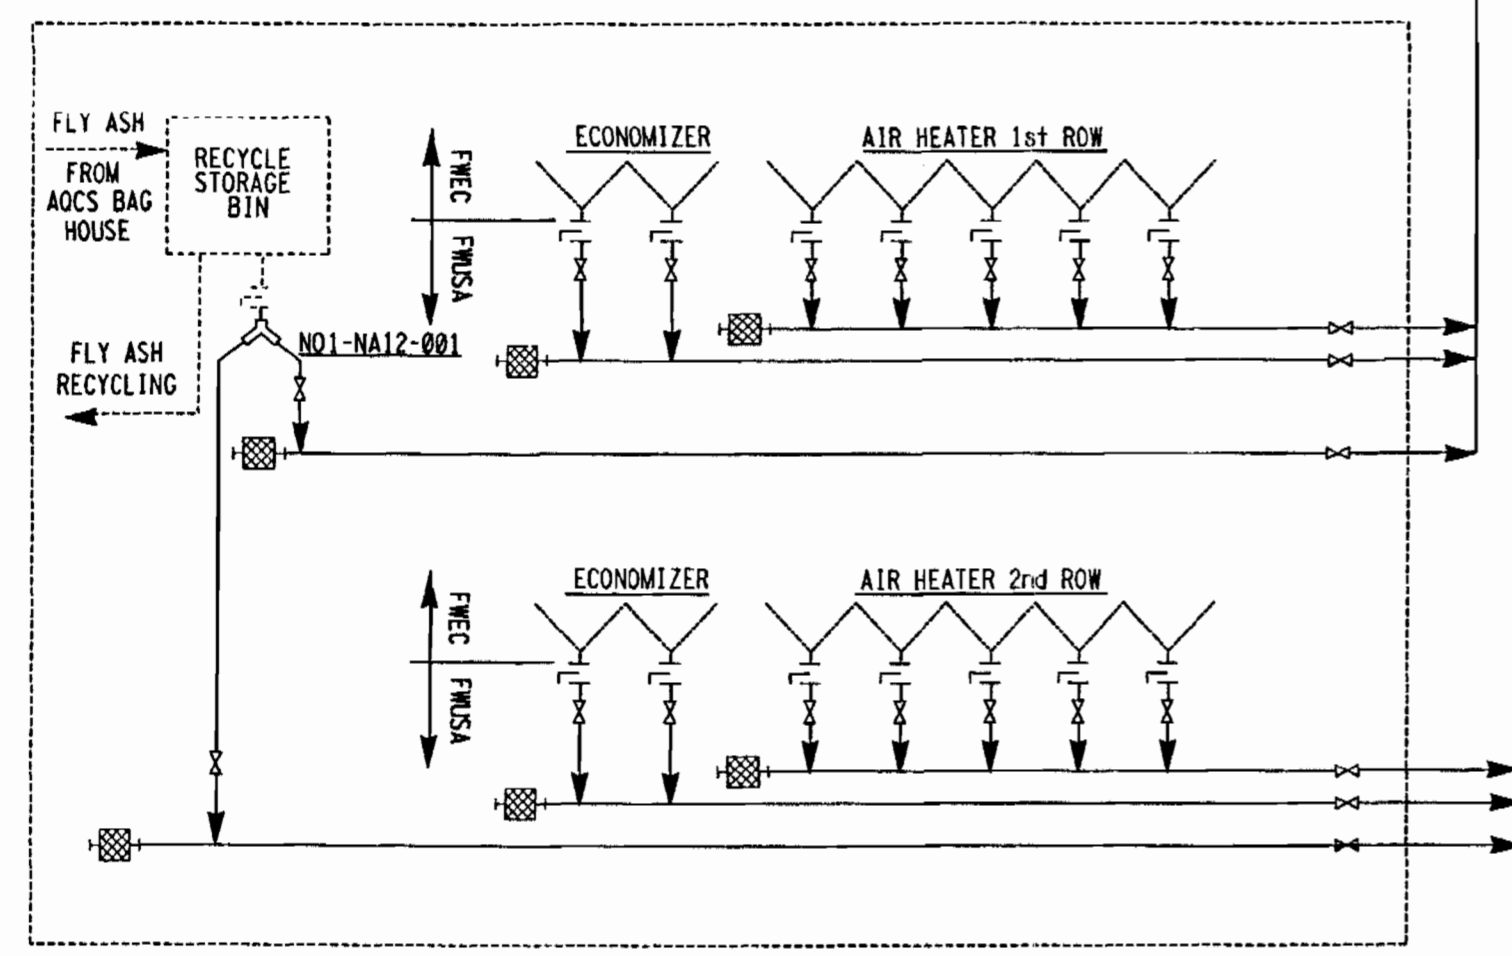 FLY ASH
FROM
AQCS BAG
HOUSE
RECYCLE
STORAGE
BIN
FWEC
FWUSA
ECONOMIZER
AIR HEATER 1st ROW
NO1-NA12-001
FLY ASH
RECYCLING
FWEC
FWUSA
ECONOMIZER
AIR HEATER 2nd ROW